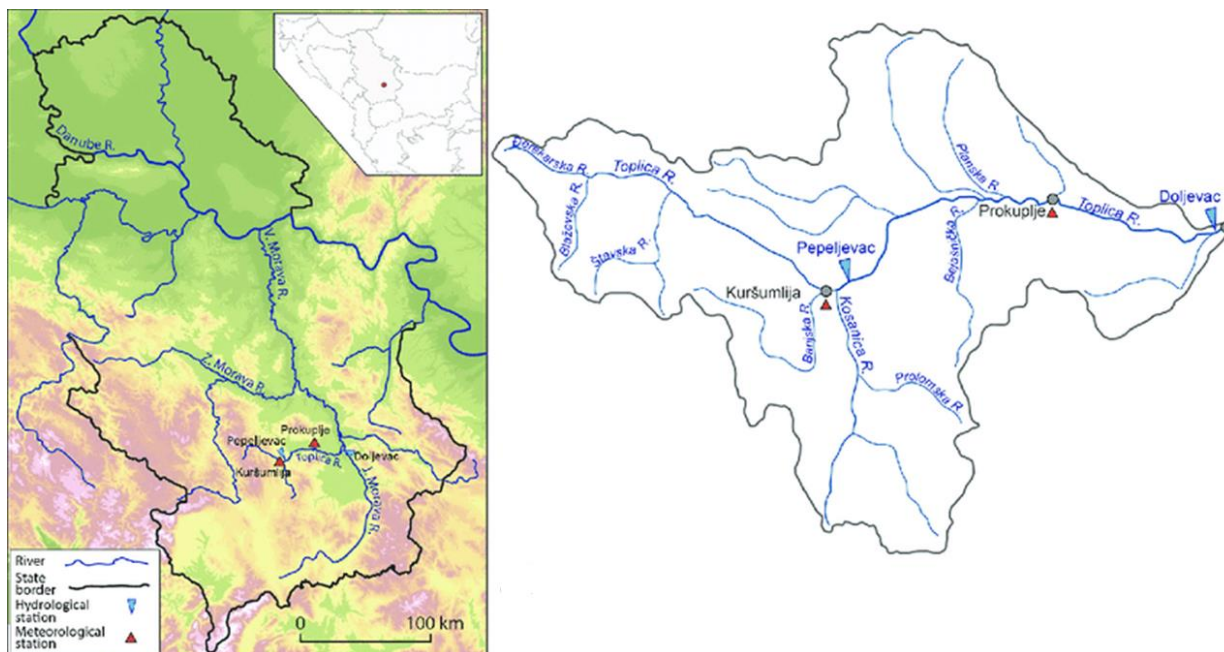 Danube R.
V. Morava R.
Z. Morava R.
Prokuplje
Pepeljevac
Toplica R.
Doljevac
Kuršumlija
J. Morava R.
River
State
border
Hydrological
station
Meteorological
station
0 100 km
Toplica R.
Blažovska R.
Štavska R.
Planska R.
Prokuplje
Toplica R.
Doljevac
Pepeljevac
Kuršumlija
Banjska R.
Kosanica R.
Prolomska R.